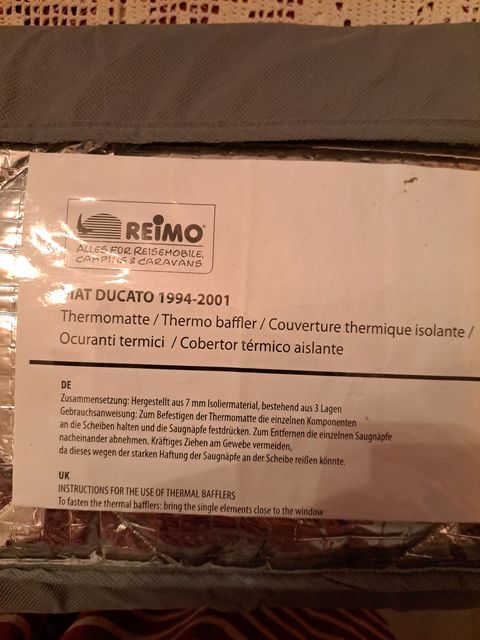 REIMO®
ALLES FÜR REISEMOBILE,
CAMPING & CARAVANS
FIAT DUCATO 1994-2001
Thermomatte / Thermo baffler / Couverture thermique isolante /
Ocuranti termici / Cobertor térmico aislante
DE
Zusammensetzung: Hergestellt aus 7 mm Isoliermaterial, bestehend aus 3 Lagen
Gebrauchsanweisung: Zum Befestigen der Thermomatte die einzelnen Komponenten
an die Scheiben halten und die Saugnäpfe festdrücken. Zum Entfernen die einzelnen Saugnäpfe
nacheinander abnehmen. Kräftiges Ziehen am Gewebe vermeiden,
da dieses wegen der starken Haftung der Saugnäpfe an der Scheibe reißen könnte.
UK
INSTRUCTIONS FOR THE USE OF THERMAL BAFFLERS
To fasten the thermal bafflers: bring the single elements close to the window